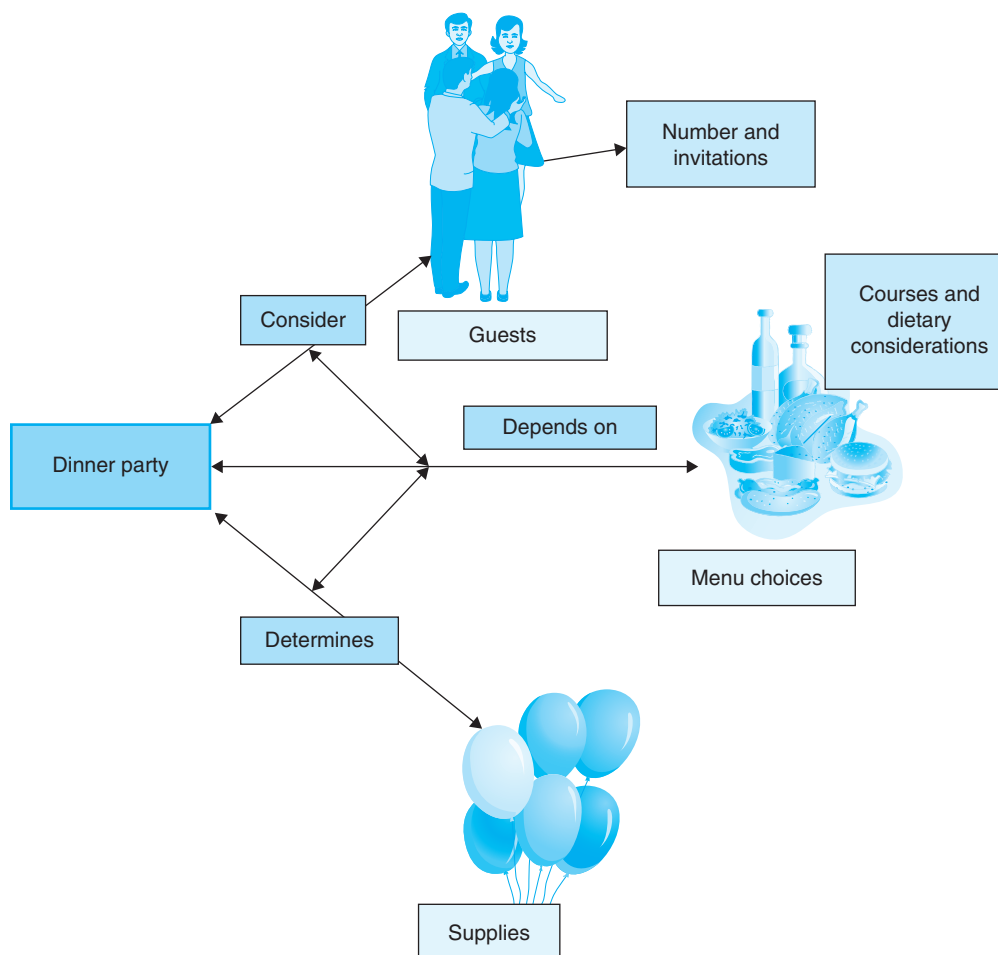 Number and
invitations
Courses and
dietary
considerations
Consider
Guests
Depends on
Dinner party
Menu choices
Determines
Supplies